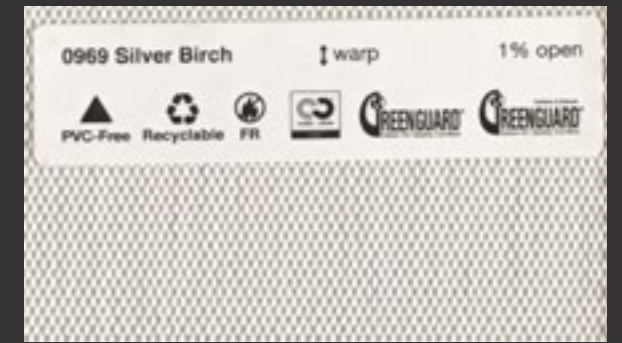 0969 Silver Birch
↕ warp
1% open
PVC-Free
Recyclable
FR
GREENGUARD
GREENGUARD